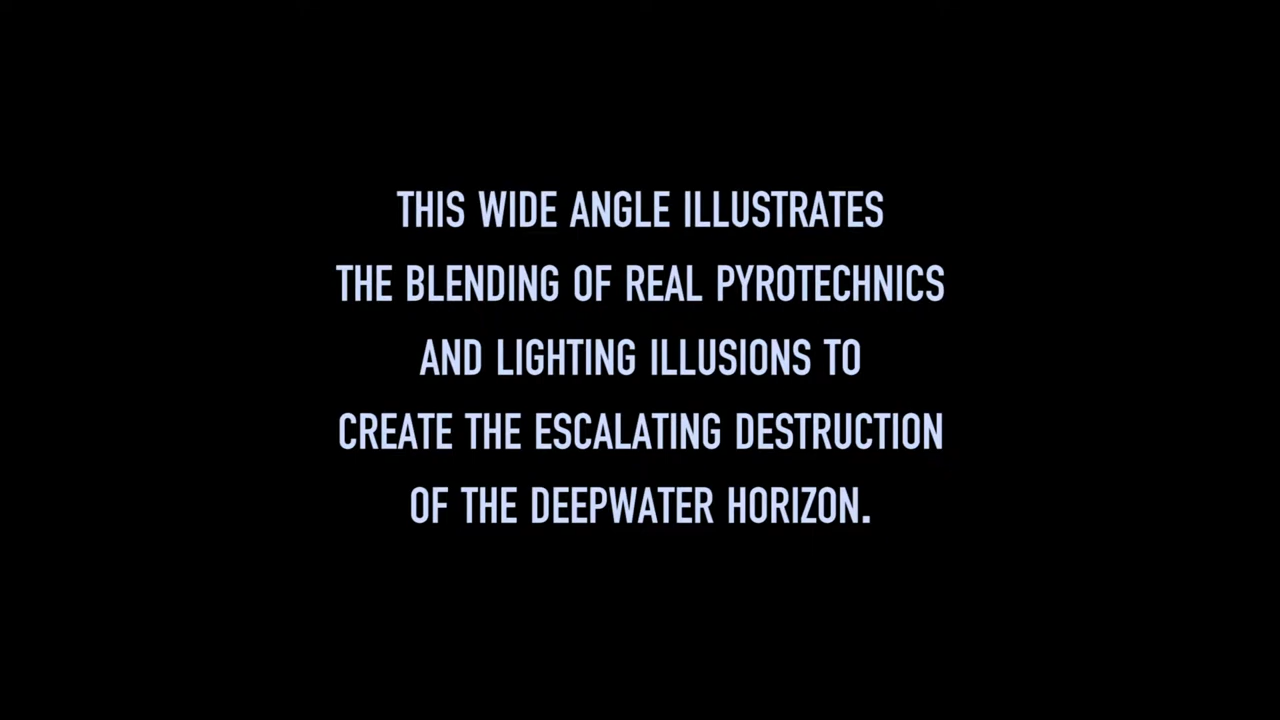 THIS WIDE ANGLE ILLUSTRATES
THE BLENDING OF REAL PYROTECHNICS
AND LIGHTING ILLUSIONS TO
CREATE THE ESCALATING DESTRUCTION
OF THE DEEPWATER HORIZON.